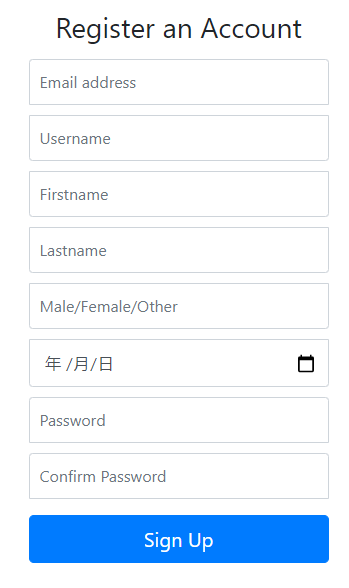 Register an Account
Email address
Username
Firstname
Lastname
Male/Female/Other
年 /月/日
Password
Confirm Password
Sign Up